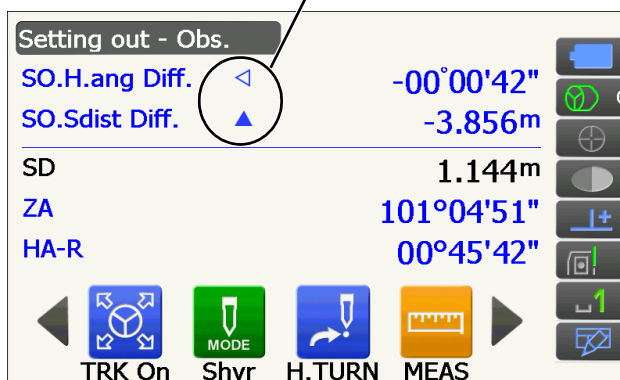 Setting out - Obs.
SO.H.ang Diff. ◁ -00°00'42"
SO.Sdist Diff. ▲ -3.856m
SD 1.144m
ZA 101°04'51"
HA-R 00°45'42"
MODE
TRK On Shvr H.TURN MEAS
1